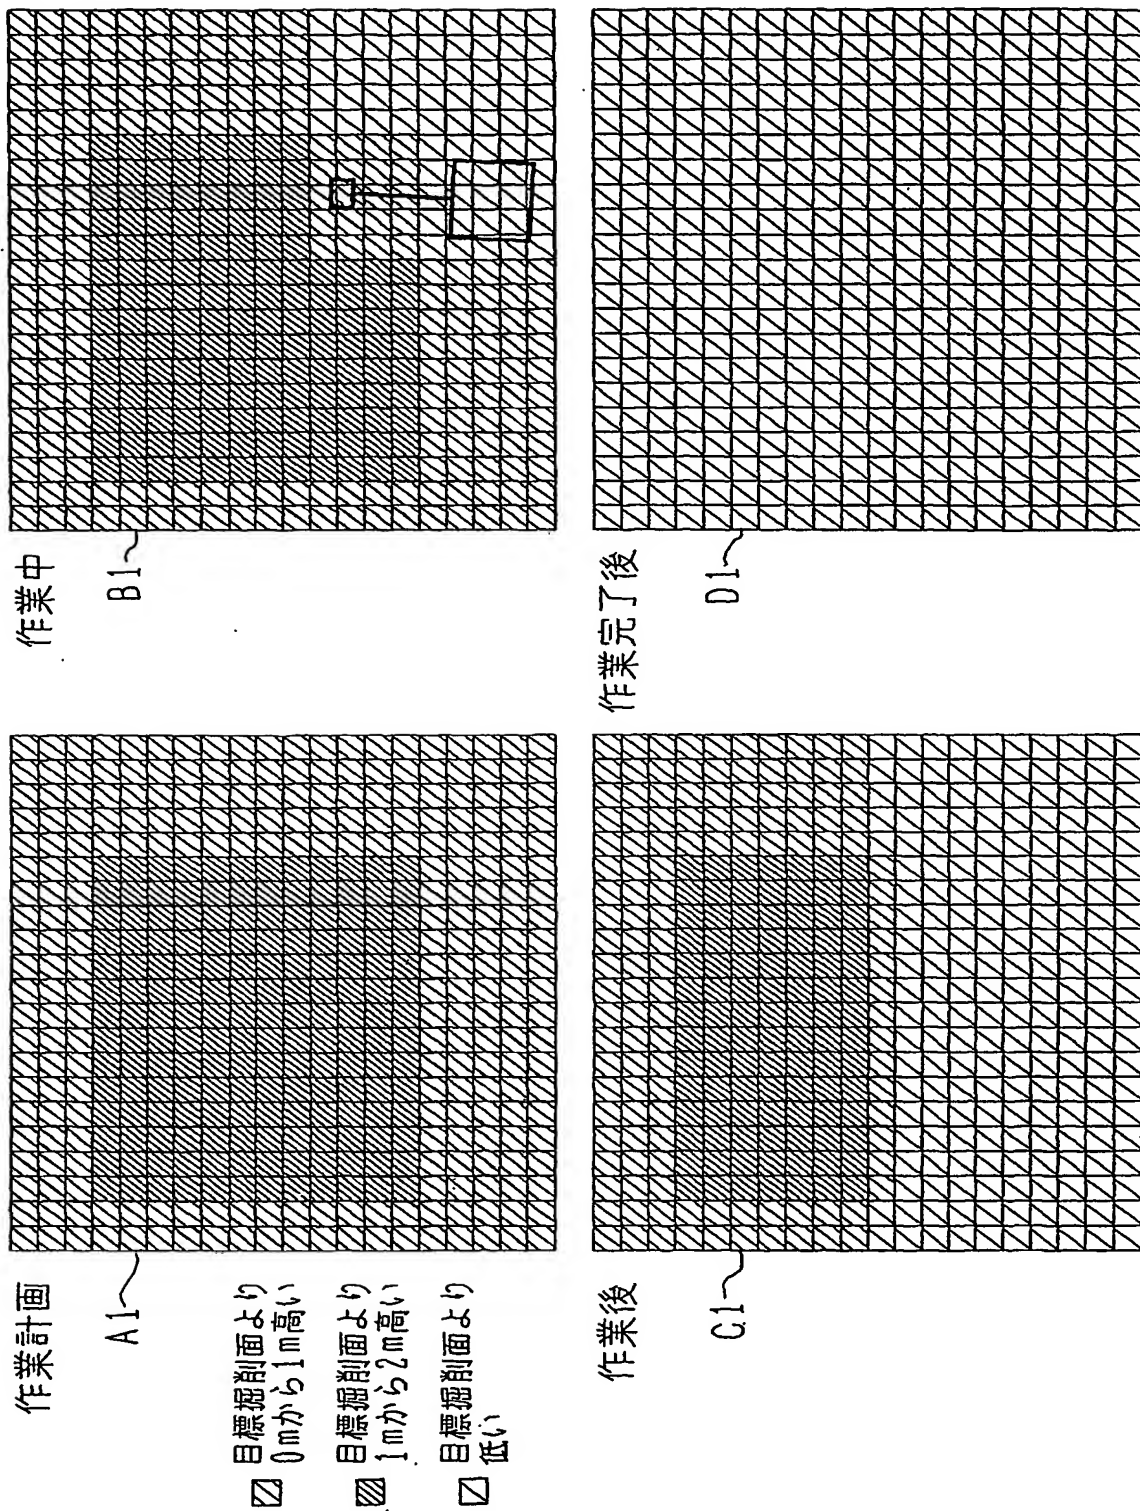 作業計画
A1
目標掘削面より
0mから1m高い
目標掘削面より
1mから2m高い
目標掘削面より
低い
作業中
B1
作業後
C1
作業完了後
D1